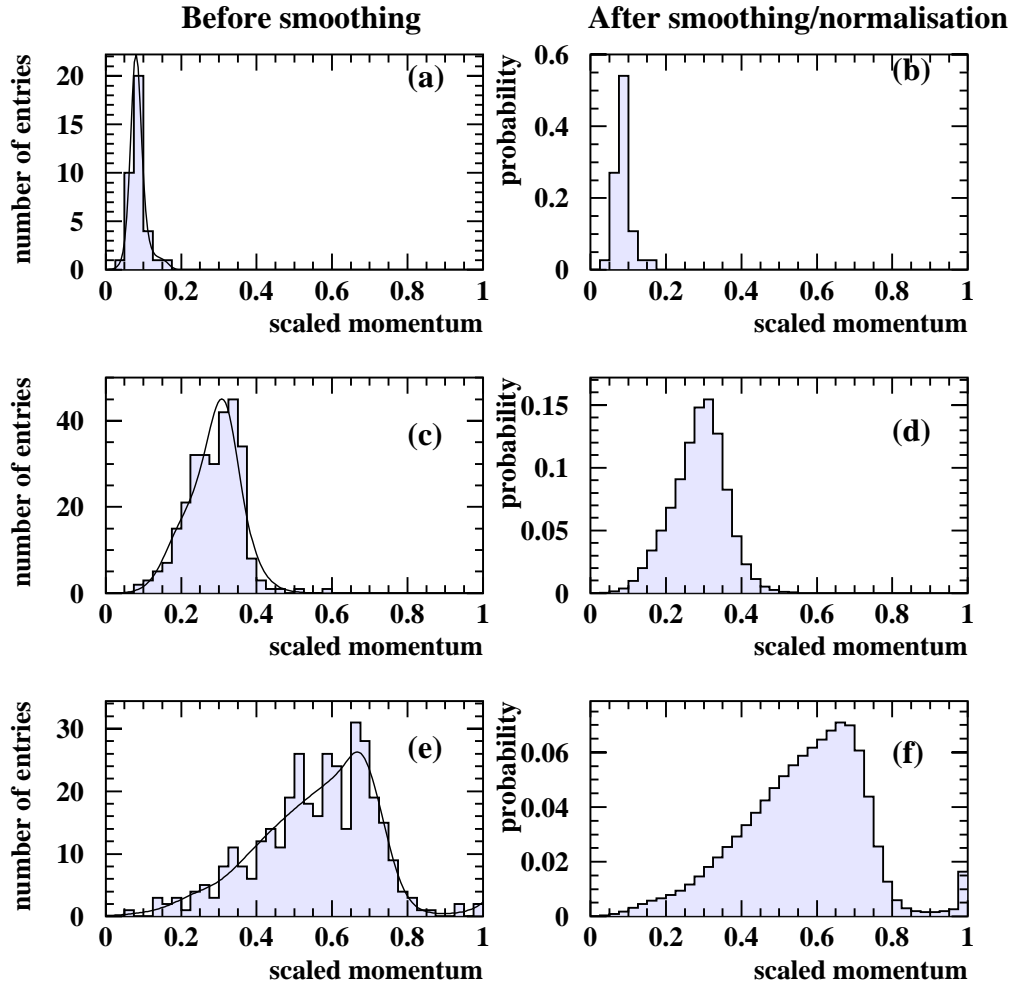 Before smoothing
After smoothing/normalisation
number of entries
20
15
10
5
0
(a)
0 0.2 0.4 0.6 0.8 1
scaled momentum
probability
0.6
0.4
0.2
0
(b)
0 0.2 0.4 0.6 0.8 1
scaled momentum
number of entries
40
20
0
(c)
0 0.2 0.4 0.6 0.8 1
scaled momentum
probability
0.15
0.1
0.05
0
(d)
0 0.2 0.4 0.6 0.8 1
scaled momentum
number of entries
30
20
10
0
(e)
0 0.2 0.4 0.6 0.8 1
scaled momentum
probability
0.06
0.04
0.02
0
(f)
0 0.2 0.4 0.6 0.8 1
scaled momentum